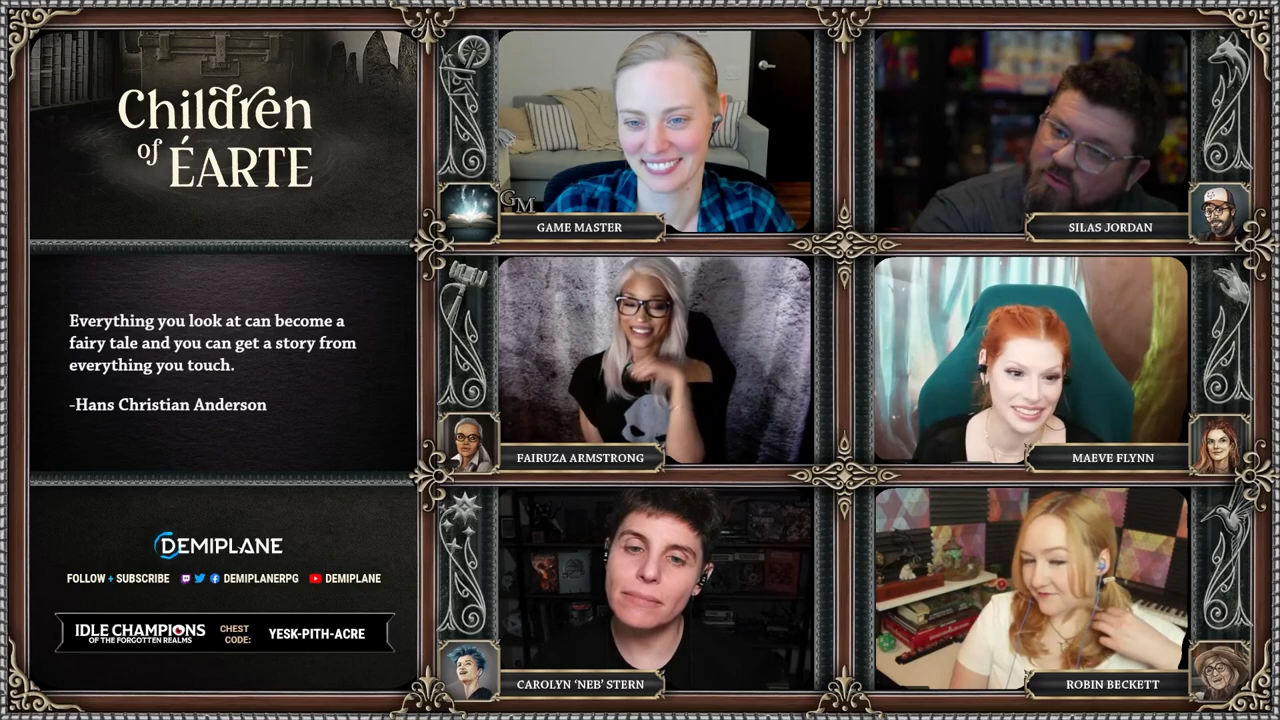 Children
of ÉARTE
GM
GAME MASTER
SILAS JORDAN
Everything you look at can become a
fairy tale and you can get a story from
everything you touch.
-Hans Christian Anderson
FAIRUZA ARMSTRONG
MAEVE FLYNN
DEMIPLANE
FOLLOW + SUBSCRIBE DEMIPLANERPG DEMIPLANE
IDLE CHAMPIONS
OF THE FORGOTTEN REALMS
CHEST
CODE:
YESK-PITH-ACRE
CAROLYN ‘NEB’ STERN
ROBIN BECKETT